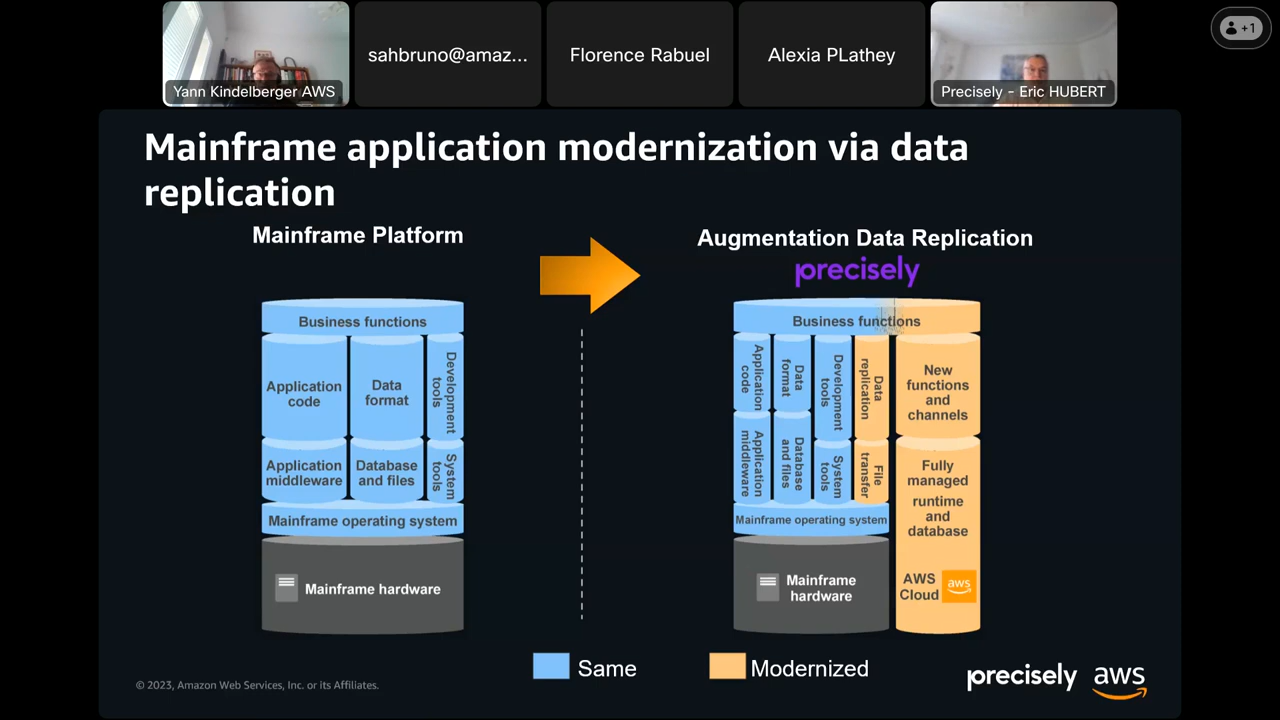 Yann Kindelberger AWS
sahbruno@amaz...
Florence Rabuel
Alexia PLathey
Precisely - Eric HUBERT
+1
Mainframe application modernization via data
replication
Mainframe Platform
Business functions
Application
code
Data
format
Development
tools
Application
middleware
Database
and files
System
tools
Mainframe operating system
Mainframe hardware
Augmentation Data Replication
precisely
Business functions
Application
code
Data
format
Development
tools
Data
replication
New
functions
and
channels
Application
middleware
Database
and files
System
tools
File
transfer
Fully
managed
runtime
and
database
Mainframe operating system
Mainframe
hardware
AWS
Cloud
aws
Same
Modernized
© 2023, Amazon Web Services, Inc. or its Affiliates.
precisely
aws